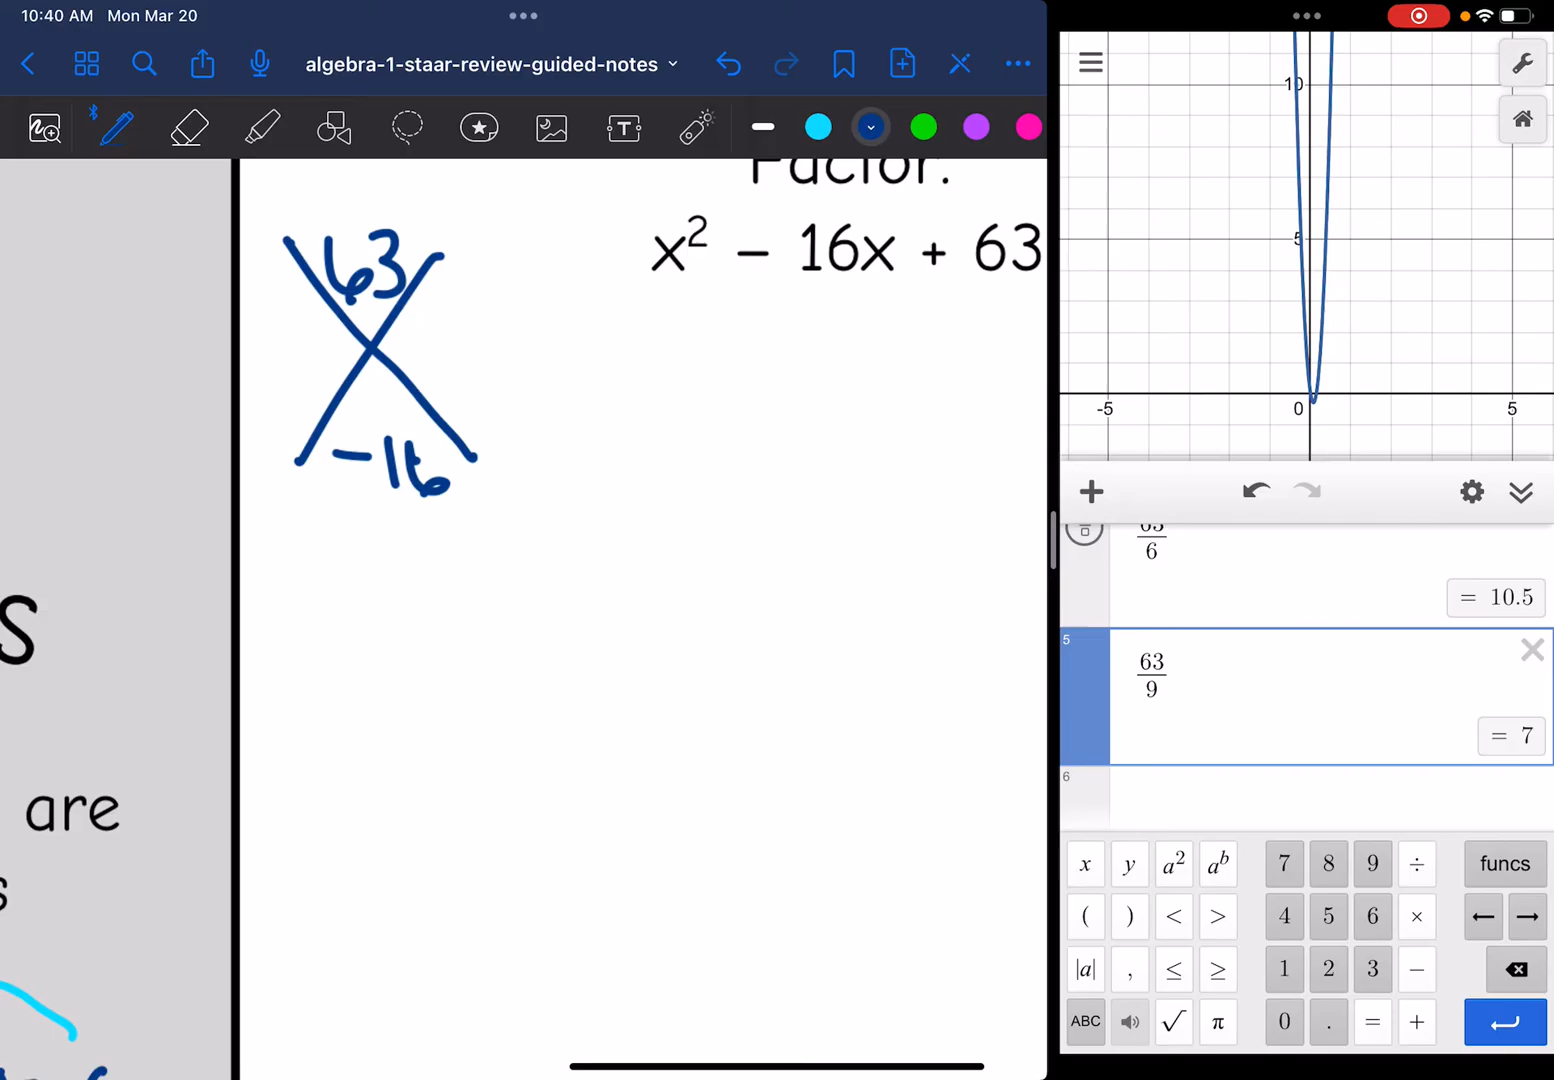 10:40 AM Mon Mar 20
algebra-1-staar-review-guided-notes
Factor:
x² − 16x + 63
63
-16
s
are
s
10
5
-5
0
5
63/6
= 10.5
5
63/9
= 7
6
x y a² a^b 7 8 9 ÷ funcs
( ) < > 4 5 6 × ← →
|a| , ≤ ≥ 1 2 3 −
ABC √ π 0 . = +